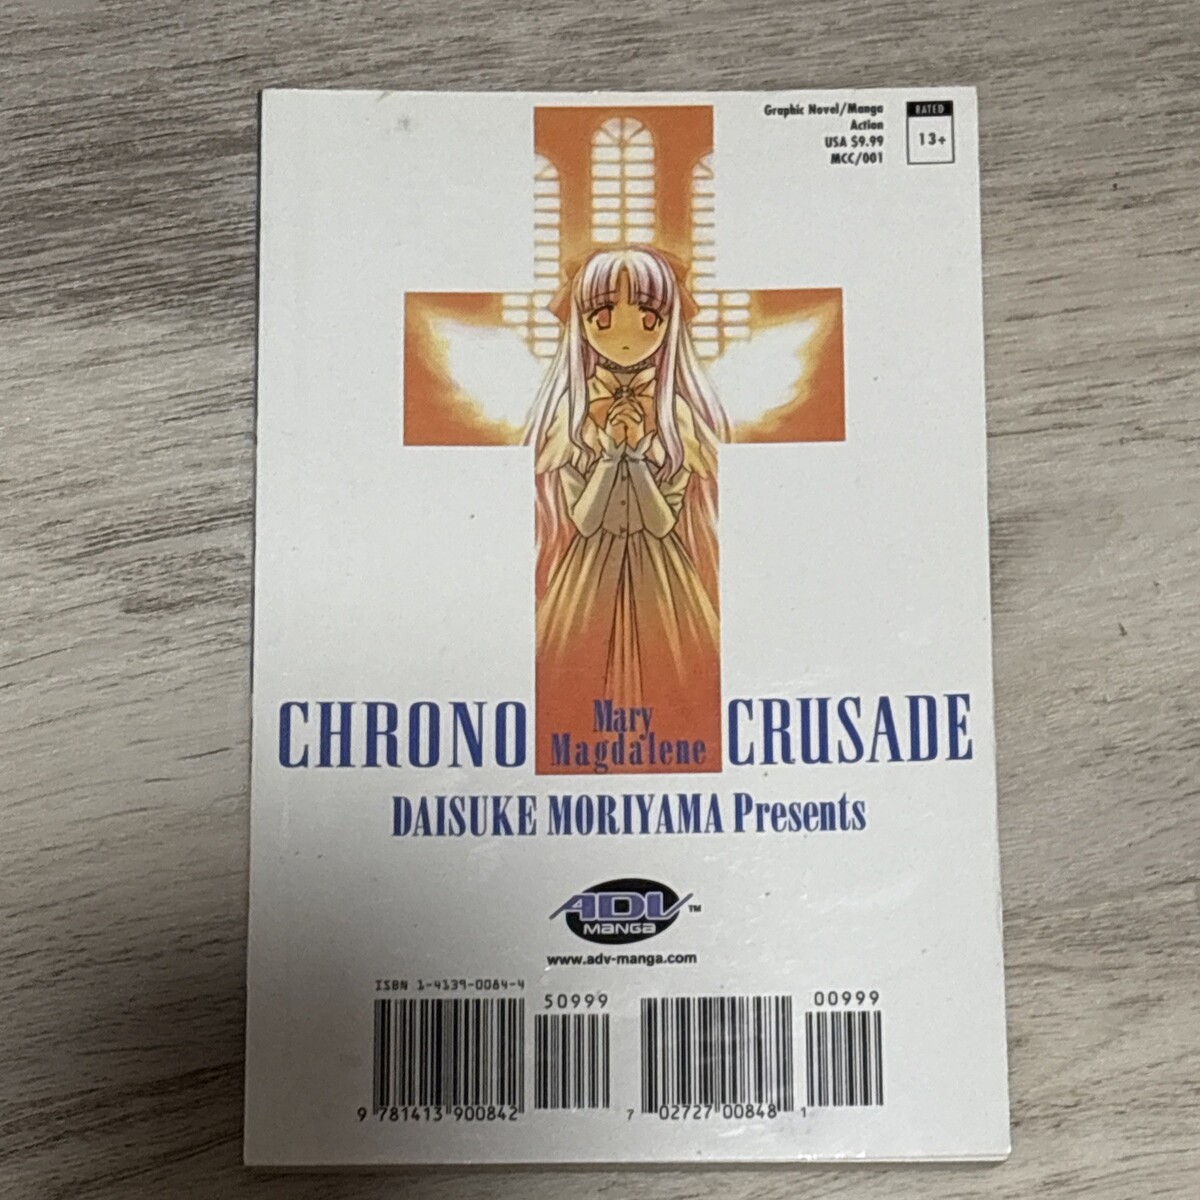 Graphic Novel/Manga
Action
USA $9.99
MCC/001
RATED
13+
CHRONO Mary Magdalene CRUSADE
DAISUKE MORIYAMA Presents
ADV™
MANGA
www.adv-manga.com
ISBN 1-4139-0084-4
50999
00999
9 781413 900842
7 02727 00848 1